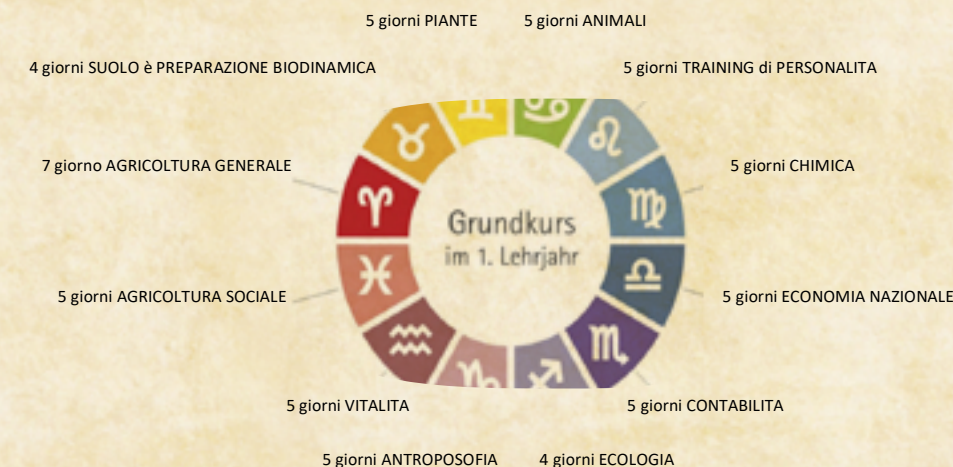 5 giorni PIANTE
5 giorni ANIMALI
4 giorni SUOLO è PREPARAZIONE BIODINAMICA
5 giorni TRAINING di PERSONALITA
7 giorno AGRICOLTURA GENERALE
5 giorni CHIMICA
Grundkurs
im 1. Lehrjahr
5 giorni AGRICOLTURA SOCIALE
5 giorni ECONOMIA NAZIONALE
5 giorni VITALITA
5 giorni CONTABILITA
5 giorni ANTROPOSOFIA
4 giorni ECOLOGIA